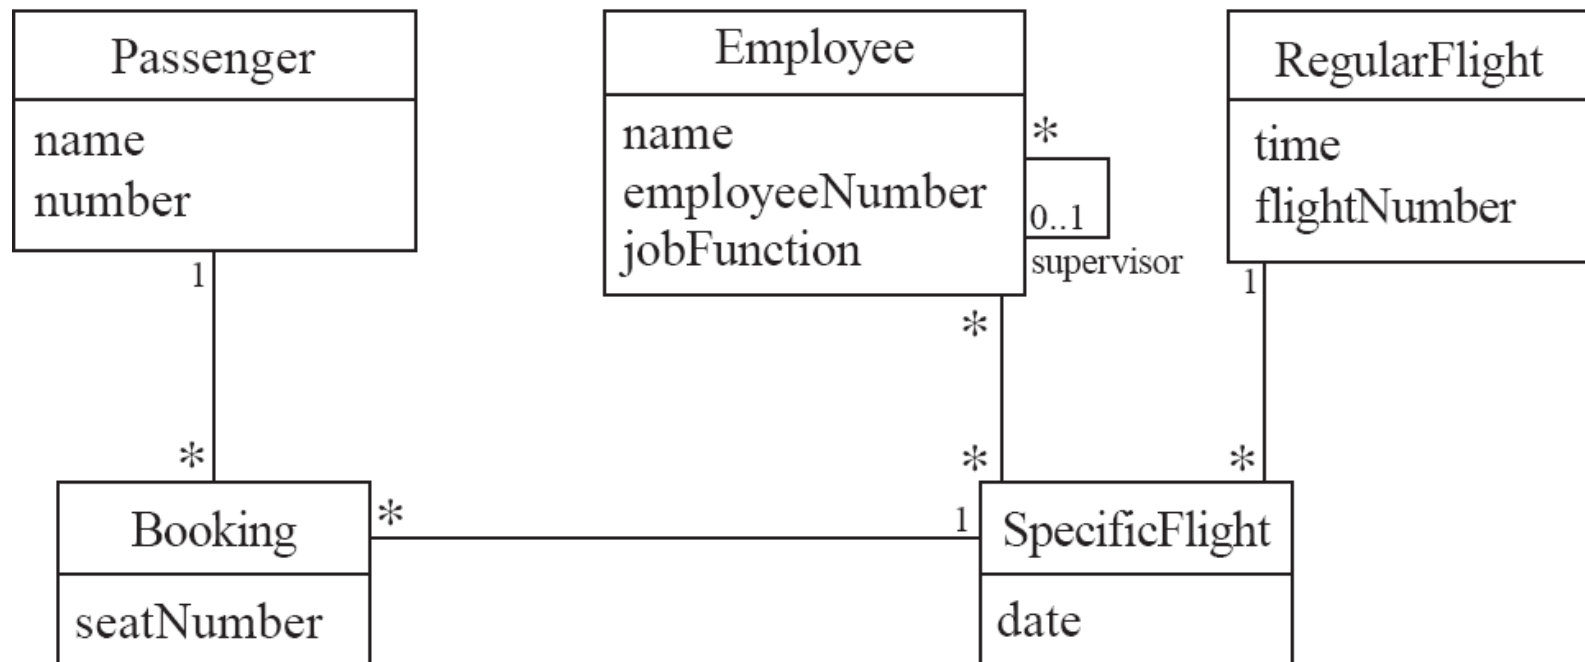 Passenger
name
number
1
*
Employee
name
employeeNumber
jobFunction
*
0..1
supervisor
*
*
RegularFlight
time
flightNumber
1
*
Booking
seatNumber
*
1
SpecificFlight
date